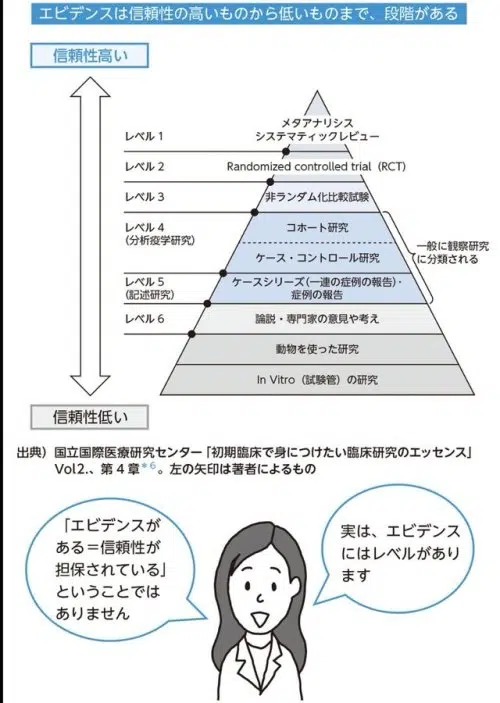 エビデンスは信頼性の高いものから低いものまで、段階がある
信頼性高い
メタアナリシス
システマティックレビュー
レベル 1
レベル 2
Randomized controlled trial（RCT）
レベル 3
非ランダム化比較試験
レベル 4
（分析疫学研究）
コホート研究
一般に観察研究
に分類される
ケース・コントロール研究
レベル 5
（記述研究）
ケースシリーズ（一連の症例の報告）・
症例の報告
レベル 6
論説・専門家の意見や考え
動物を使った研究
In Vitro（試験管）の研究
信頼性低い
出典）国立国際医療研究センター「初期臨床で身につけたい臨床研究のエッセンス」
Vol2.、第４章＊６。左の矢印は著者によるもの
「エビデンスが
ある＝信頼性が
担保されている」
ということでは
ありません
実は、エビデンス
にはレベルがあり
ます